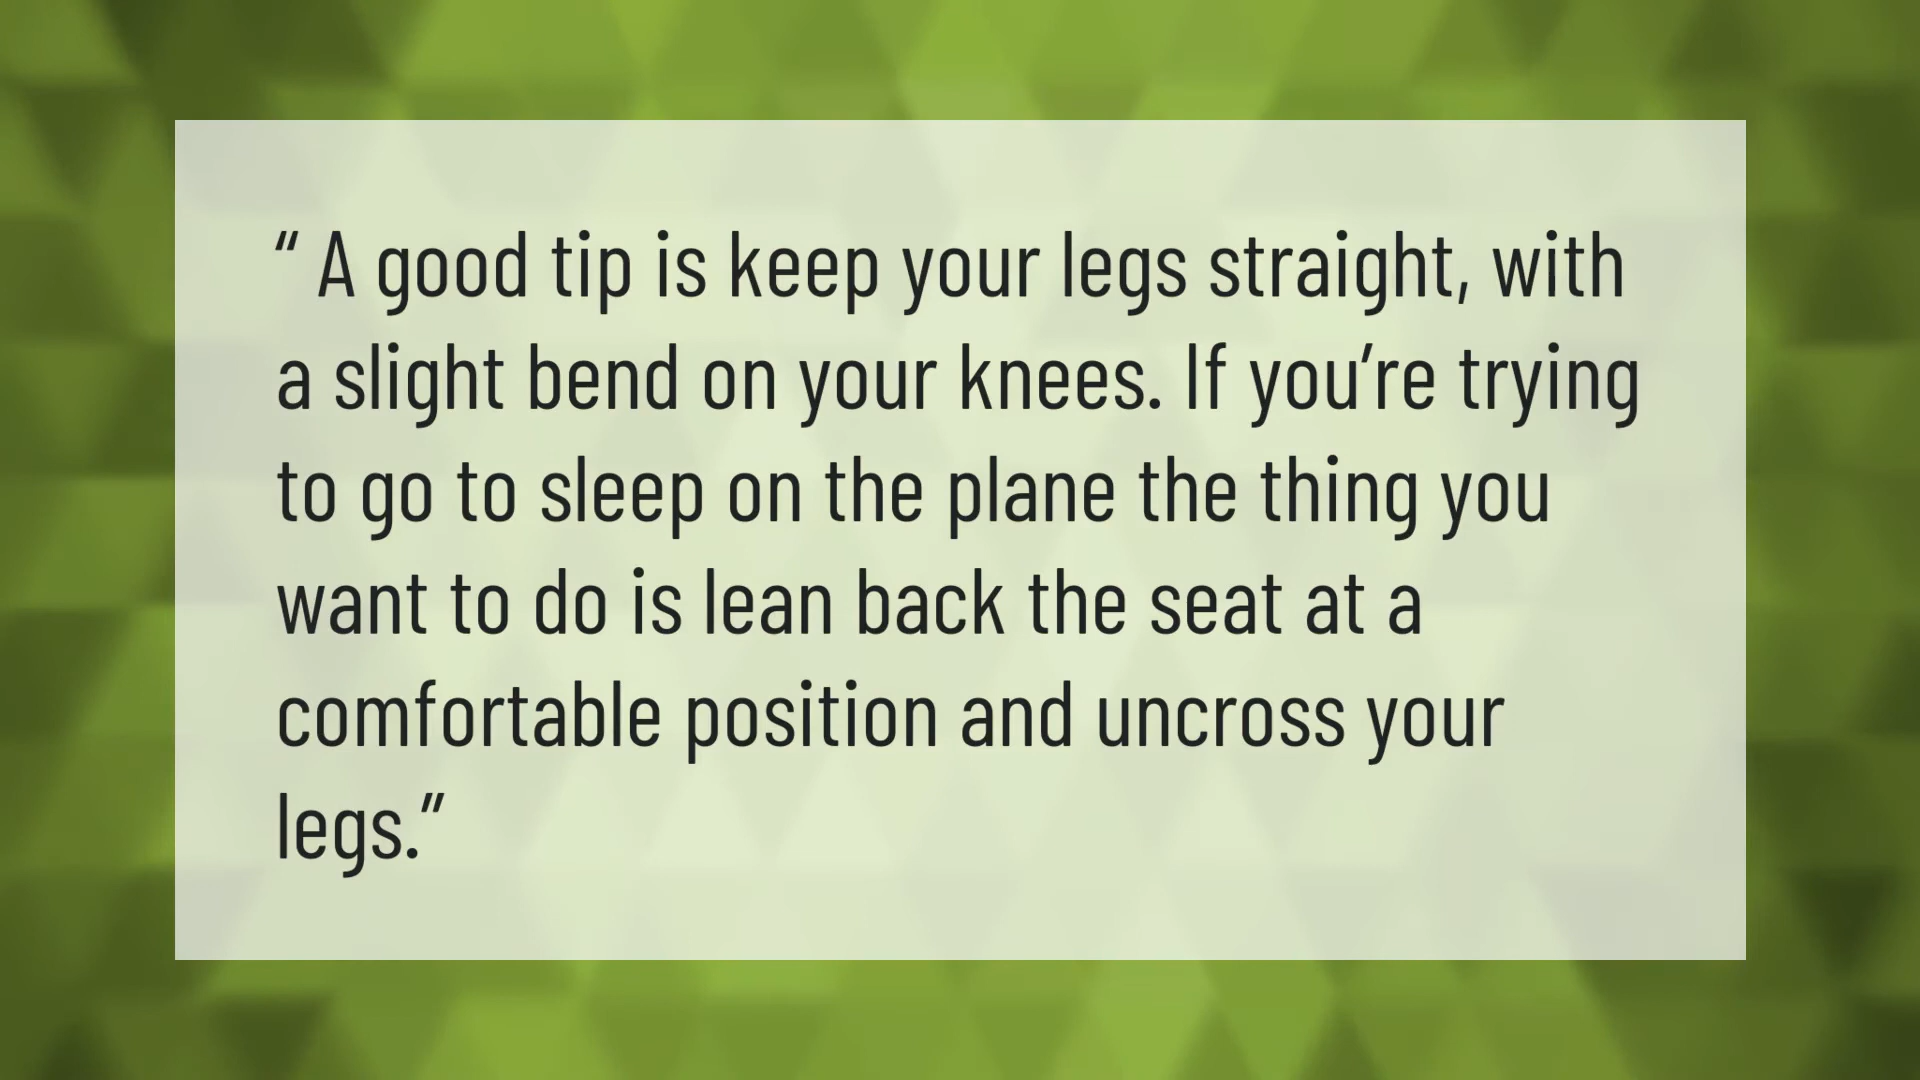 “ A good tip is keep your legs straight, with
a slight bend on your knees. If you’re trying
to go to sleep on the plane the thing you
want to do is lean back the seat at a
comfortable position and uncross your
legs.”